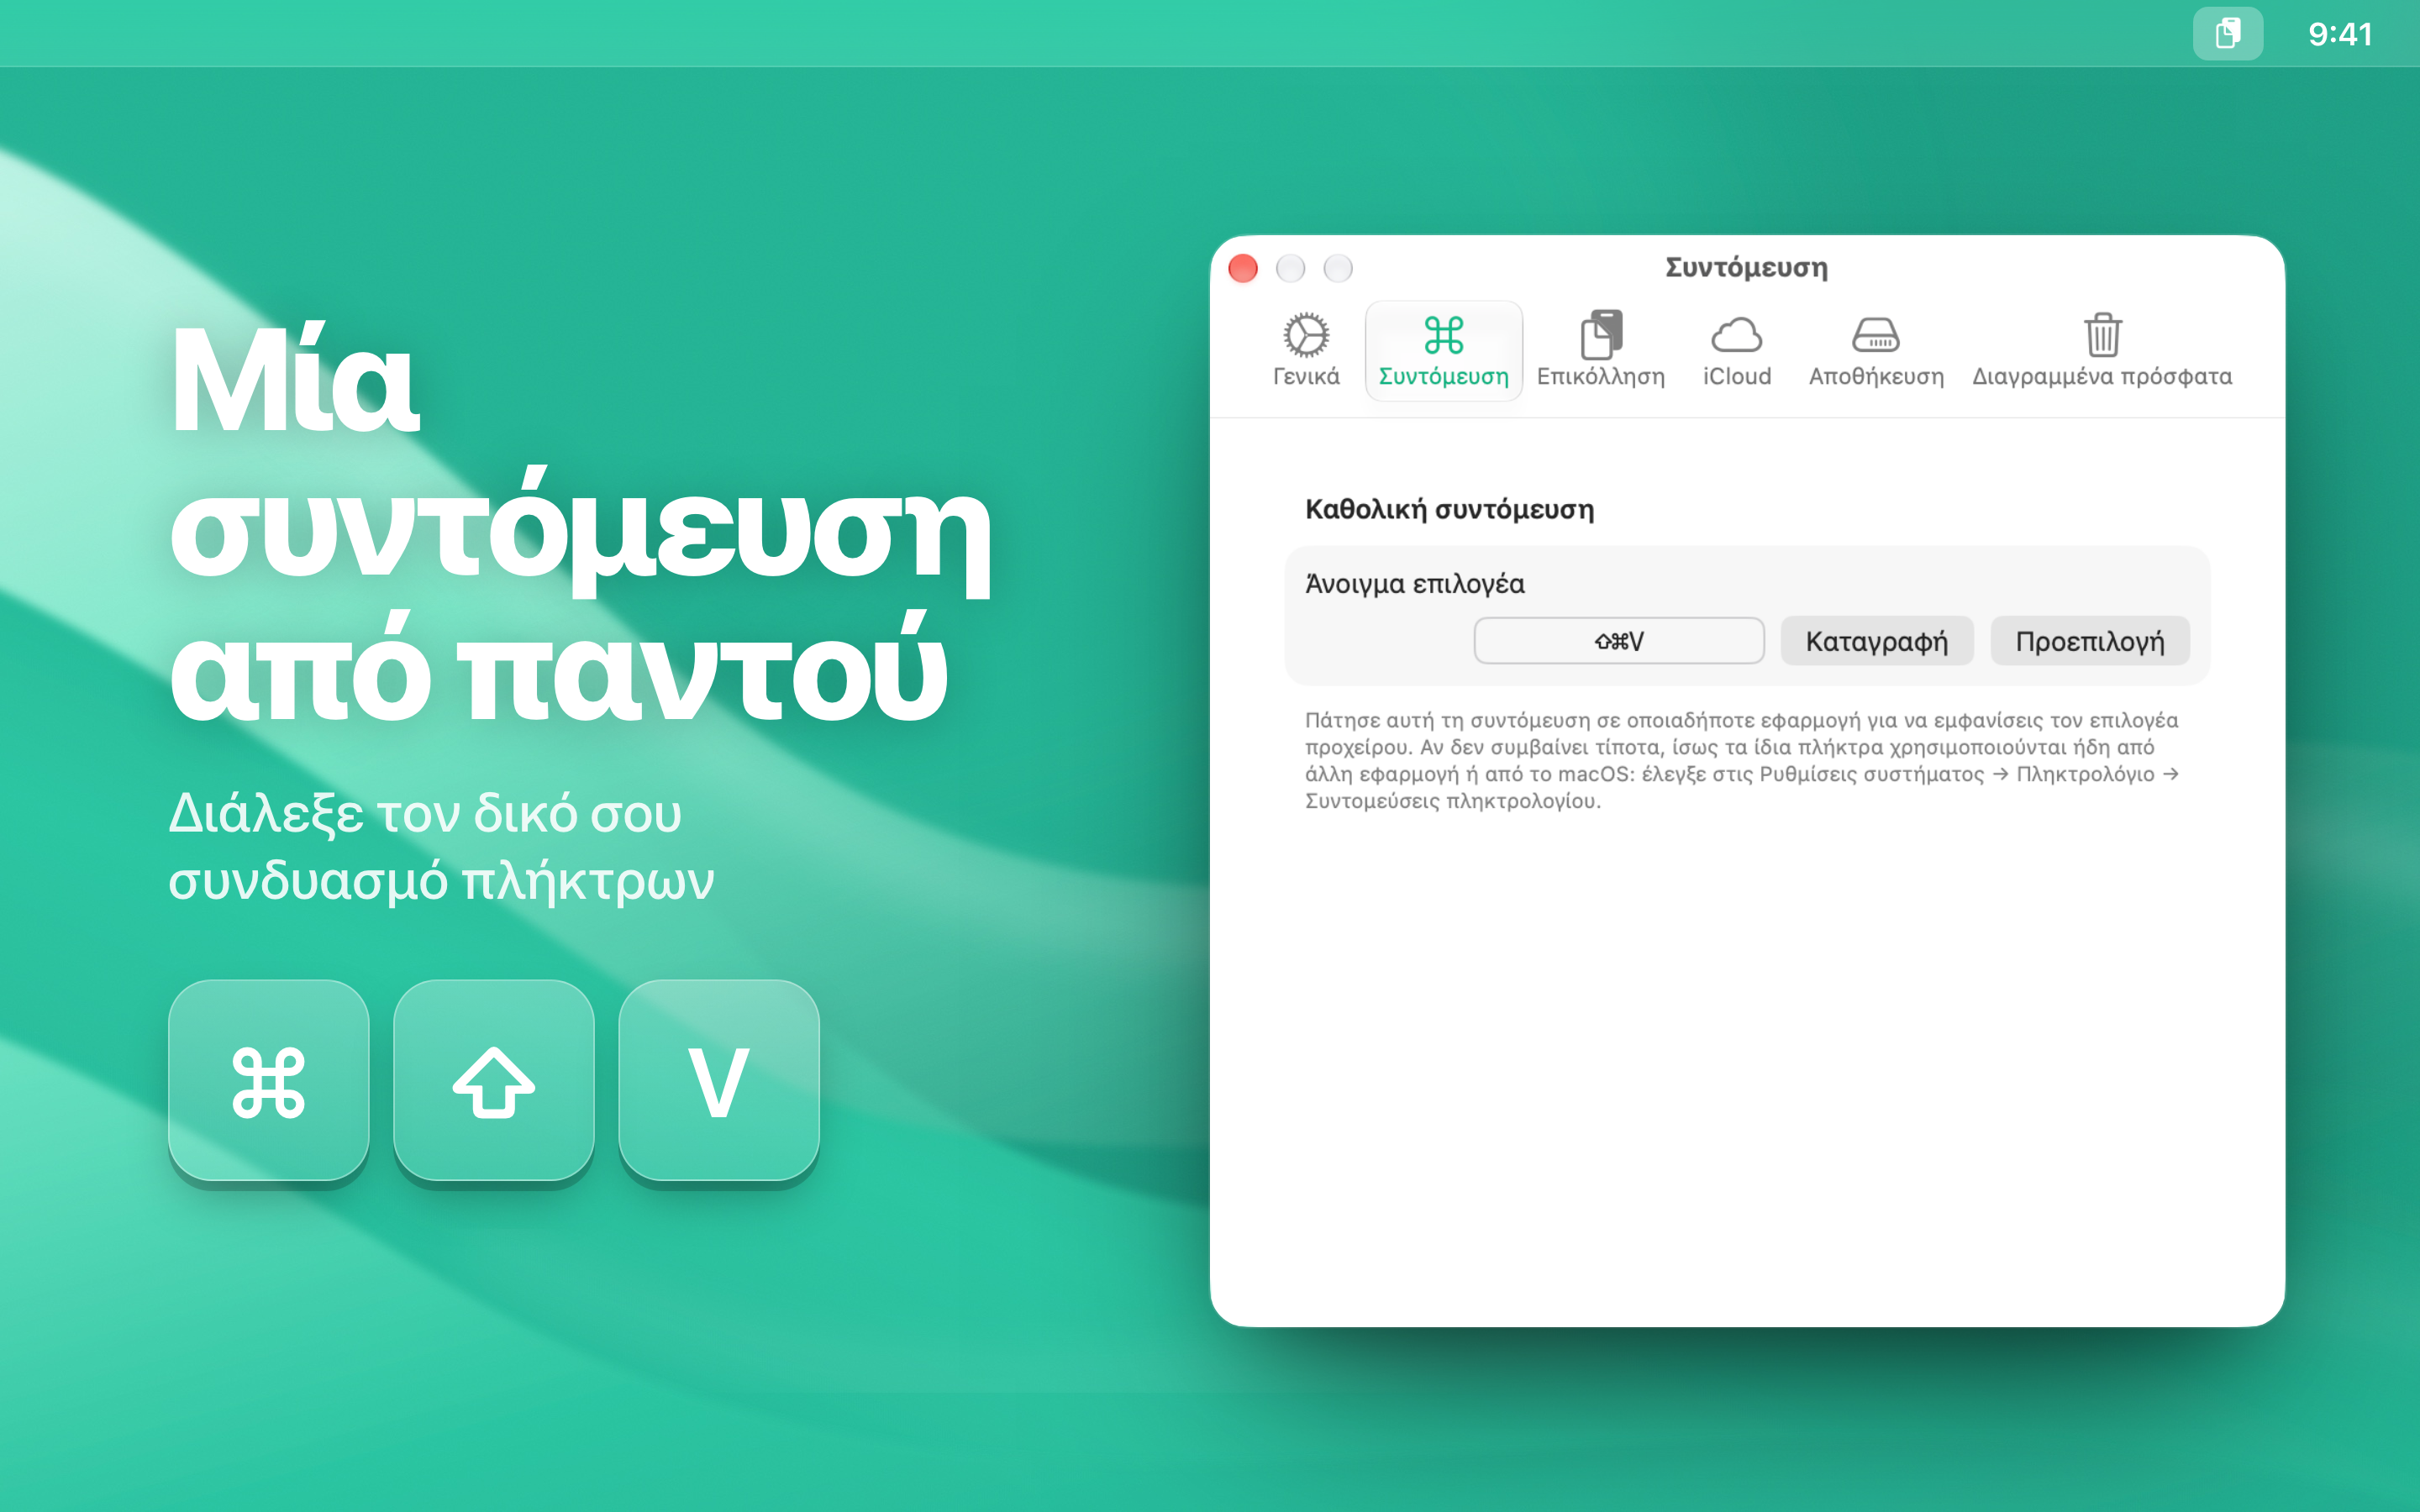 9:41
Μία
συντόμευση
από παντού
Διάλεξε τον δικό σου
συνδυασμό πλήκτρων
⌘ ⇧ V
Συντόμευση
Γενικά Συντόμευση Επικόλληση iCloud Αποθήκευση Διαγραμμένα πρόσφατα
Καθολική συντόμευση
Άνοιγμα επιλογέα
⇧⌘V Καταγραφή Προεπιλογή
Πάτησε αυτή τη συντόμευση σε οποιαδήποτε εφαρμογή για να εμφανίσεις τον επιλογέα
προχείρου. Αν δεν συμβαίνει τίποτα, ίσως τα ίδια πλήκτρα χρησιμοποιούνται ήδη από
άλλη εφαρμογή ή από το macOS: έλεγξε στις Ρυθμίσεις συστήματος → Πληκτρολόγιο →
Συντομεύσεις πληκτρολογίου.